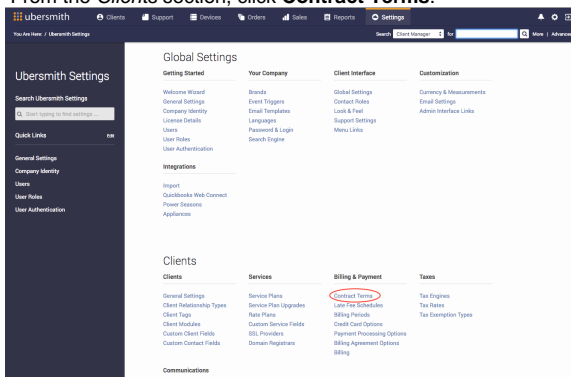 From the Clients section, click Contract Terms.
ubersmith Clients Support Devices Orders Sales Reports Settings
You Are Here: / Ubersmith Settings Search Client Manager for More | Advanced
Ubersmith Settings
Search Ubersmith Settings
Start typing to find settings ...
Quick Links Edit
General Settings
Company Identity
Users
User Roles
User Authentication
Global Settings
Getting Started Your Company Client Interface Customization
Welcome Wizard Brands Global Settings Currency & Measurements
General Settings Event Triggers Contact Roles Email Settings
Company Identity Email Templates Look & Feel Admin Interface Links
License Details Languages Support Settings
Users Password & Login Menu Links
User Roles Search Engine
User Authentication
Integrations
Import
Quickbooks Web Connect
Power Seasons
Appliances
Clients
Clients Services Billing & Payment Taxes
General Settings Service Plans Contract Terms Tax Engines
Client Relationship Types Service Plan Upgrades Late Fee Schedules Tax Rates
Client Tags Rate Plans Billing Periods Tax Exemption Types
Client Modules Custom Service Fields Credit Card Options
Custom Client Fields SSL Providers Payment Processing Options
Custom Contact Fields Domain Registrars Billing Agreement Options
Billing
Communications